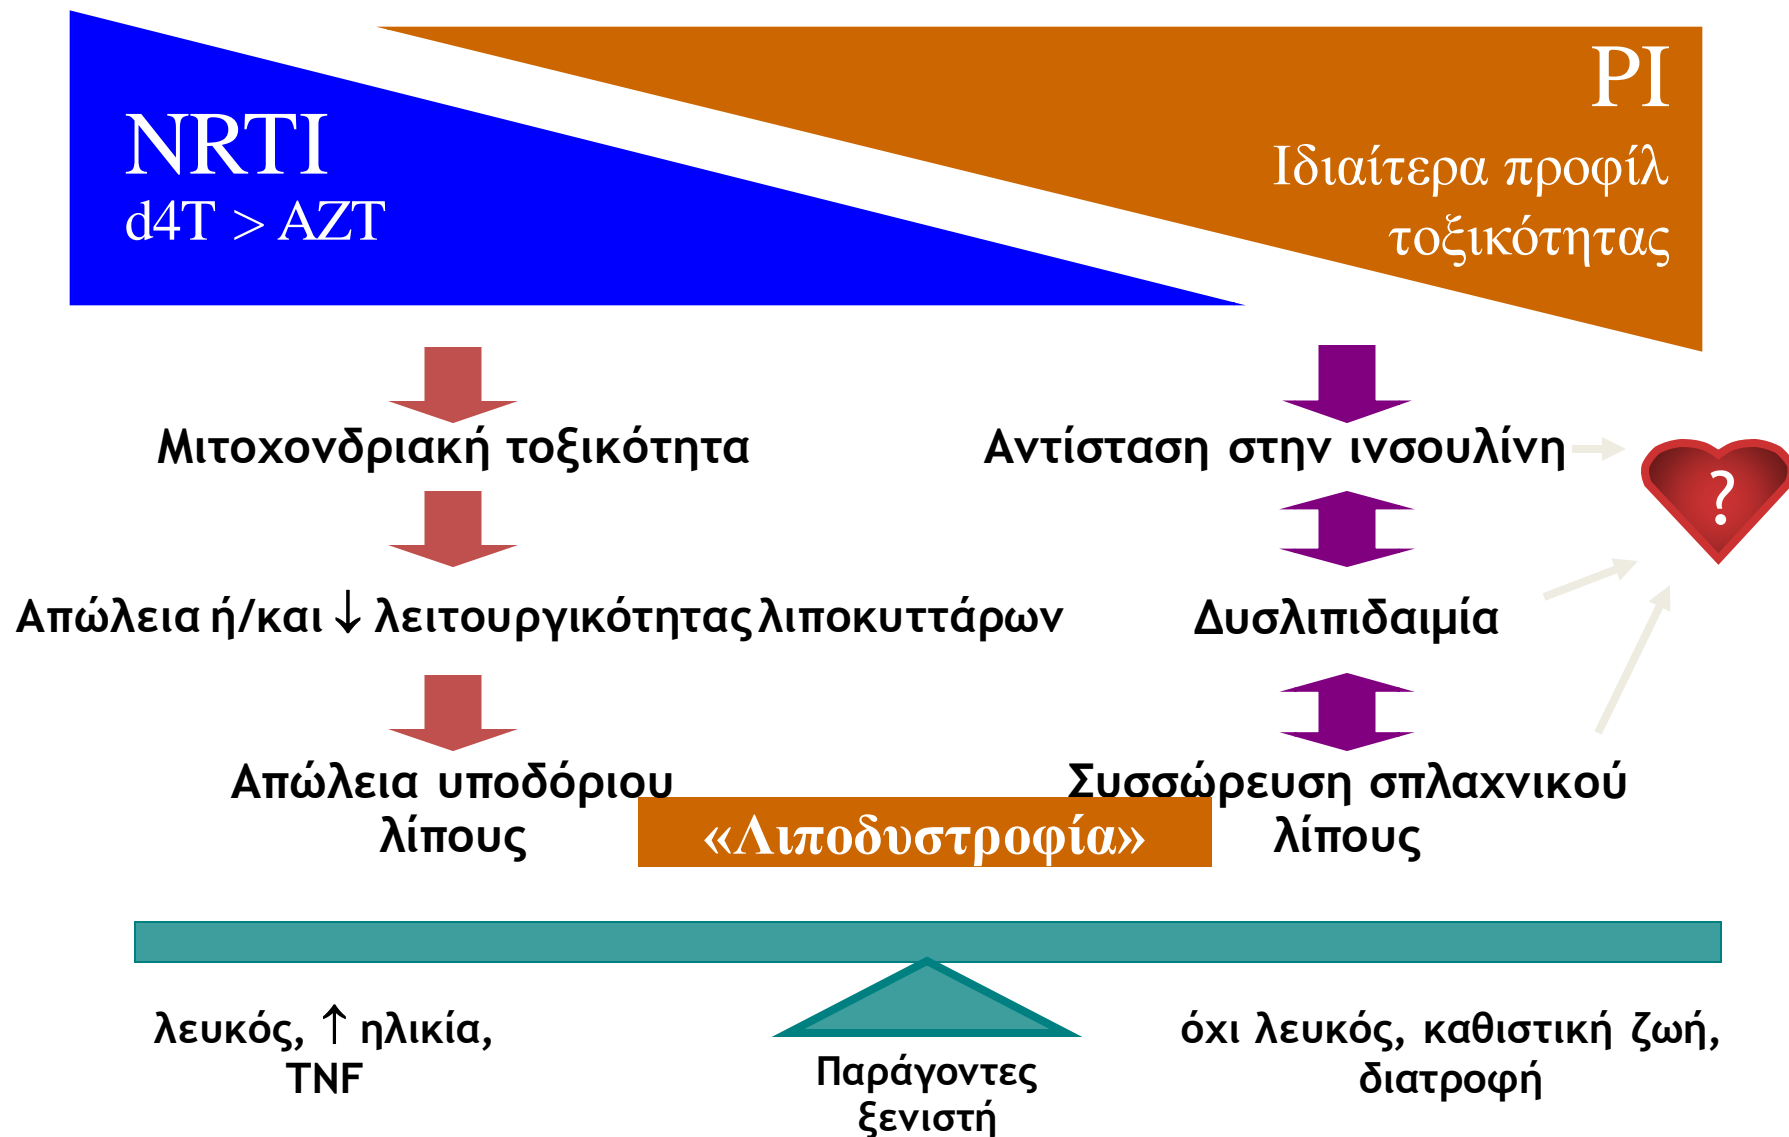 NRTI
d4T > AZT
PI
Ιδιαίτερα προφίλ
τοξικότητας
Μιτοχονδριακή τοξικότητα
Αντίσταση στην ινσουλίνη
?
Απώλεια ή/και ↓ λειτουργικότητας λιποκυττάρων
Δυσλιπιδαιμία
Απώλεια υποδόριου
λίπους
Συσσώρευση σπλαχνικού
λίπους
«Λιποδυστροφία»
λευκός, ↑ ηλικία,
TNF
Παράγοντες
ξενιστή
όχι λευκός, καθιστική ζωή,
διατροφή